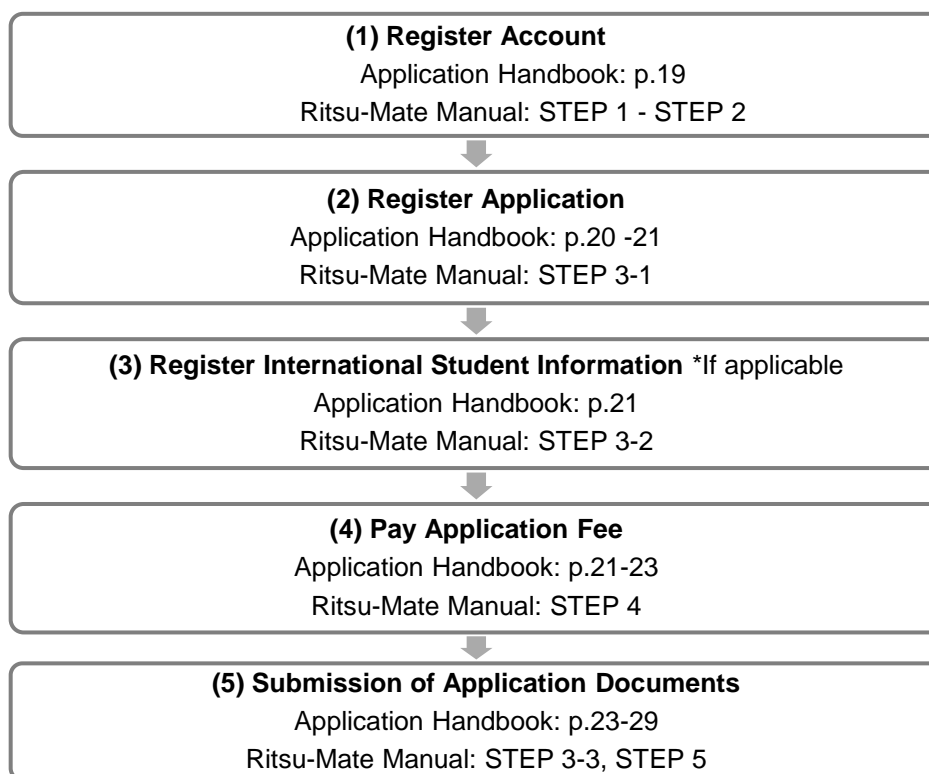 (1) Register Account
Application Handbook: p.19
Ritsu-Mate Manual: STEP 1 - STEP 2
(2) Register Application
Application Handbook: p.20 -21
Ritsu-Mate Manual: STEP 3-1
(3) Register International Student Information *If applicable
Application Handbook: p.21
Ritsu-Mate Manual: STEP 3-2
(4) Pay Application Fee
Application Handbook: p.21-23
Ritsu-Mate Manual: STEP 4
(5) Submission of Application Documents
Application Handbook: p.23-29
Ritsu-Mate Manual: STEP 3-3, STEP 5